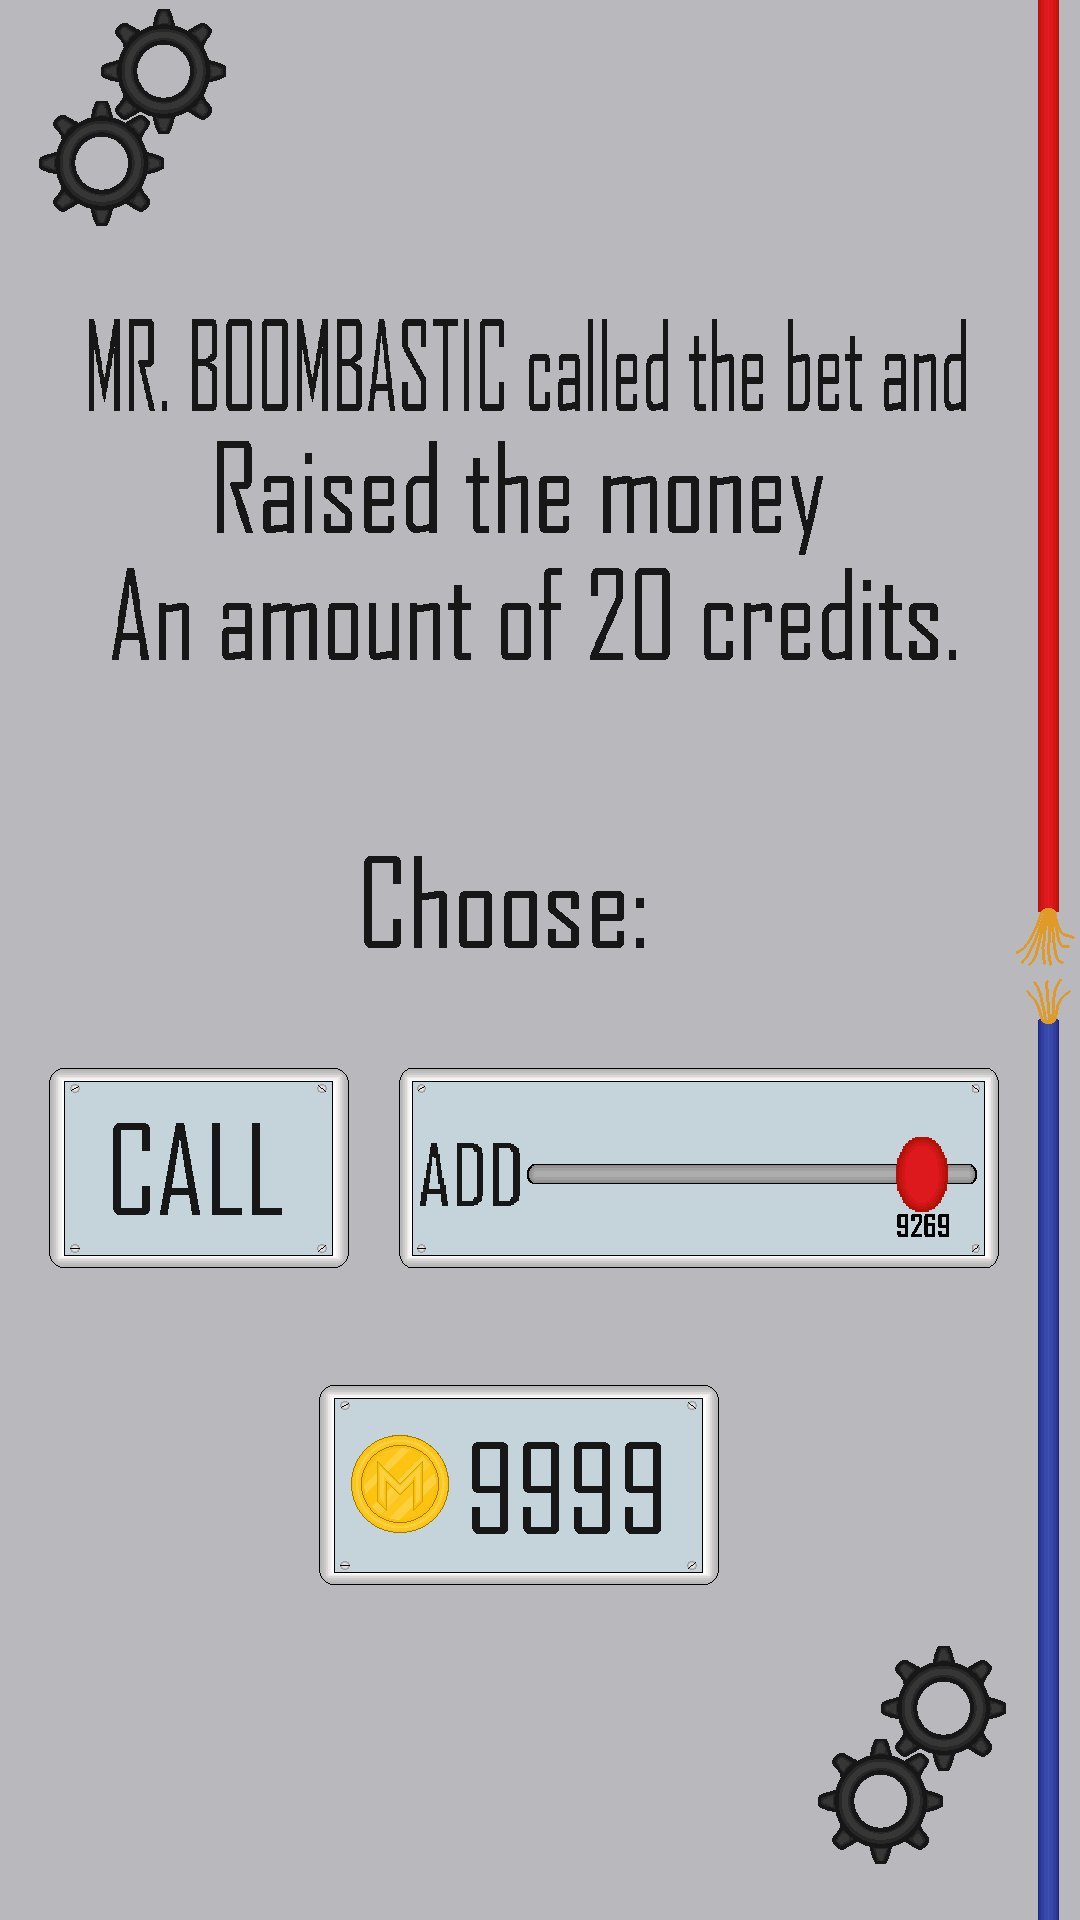 MR. BOOMBASTIC called the bet and
Raised the money
An amount of 20 credits.
Choose:
CALL
ADD
9269
M 9999